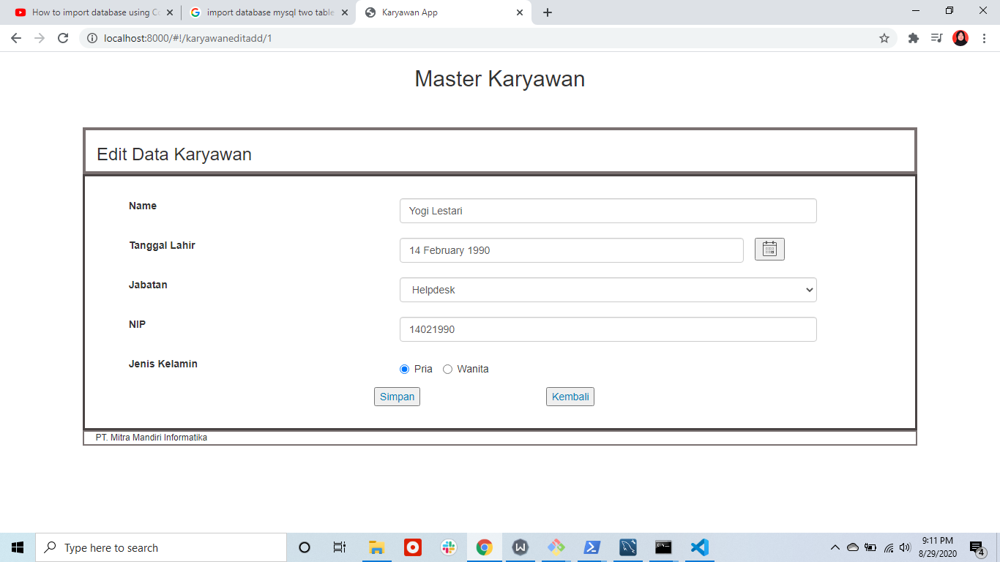 How to import database using Co
import database mysql two table
Karyawan App
localhost:8000/#!/karyawaneditadd/1
Master Karyawan
Edit Data Karyawan
Name
Yogi Lestari
Tanggal Lahir
14 February 1990
Jabatan
Helpdesk
NIP
14021990
Jenis Kelamin
Pria
Wanita
Simpan
Kembali
PT. Mitra Mandiri Informatika
Type here to search
9:11 PM
8/29/2020
4